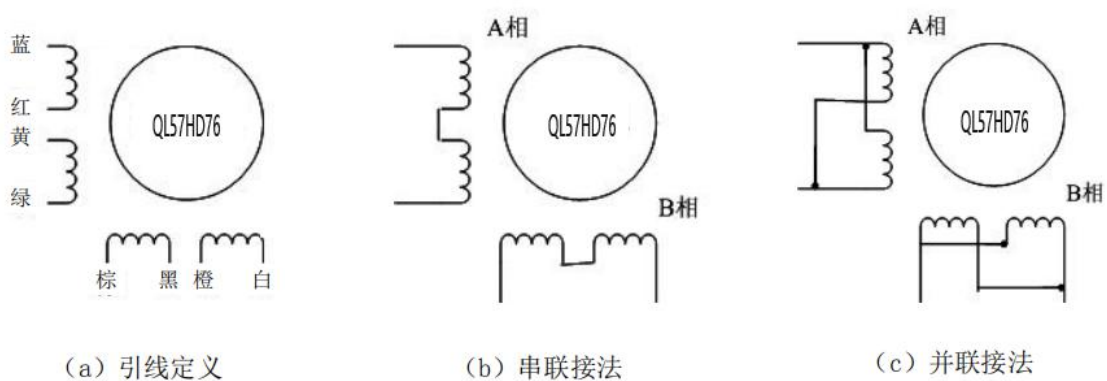 蓝
红
黄
绿
QL57HD76
棕 黑 橙 白
(a) 引线定义
A相
QL57HD76
B相
(b) 串联接法
A相
QL57HD76
B相
(c) 并联接法